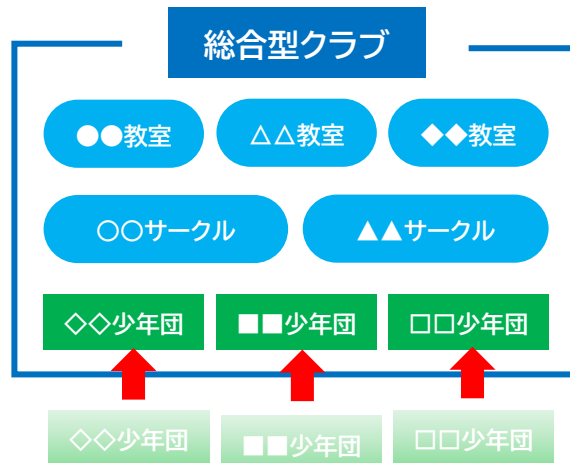 総合型クラブ
●●教室
△△教室
◆◆教室
○○サークル
▲▲サークル
◇◇少年団
■■少年団
□□少年団
◇◇少年団
■■少年団
□□少年団